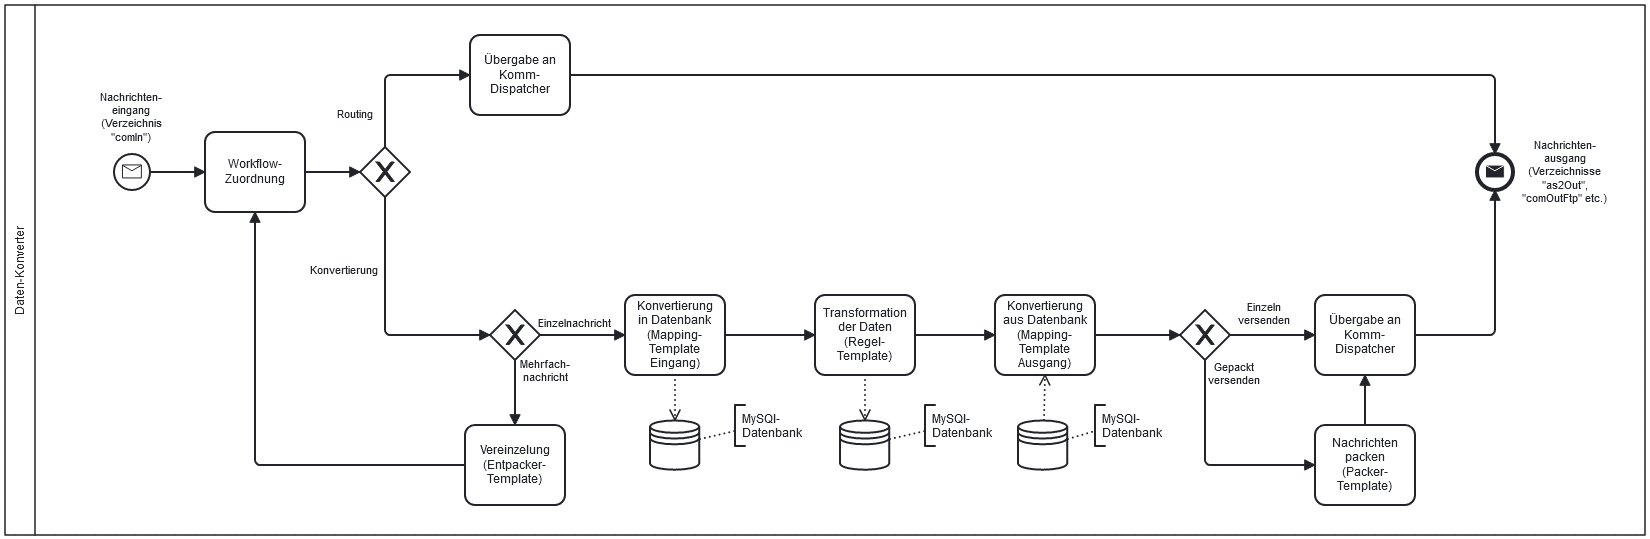 Daten-Konverter
Nachrichten-
eingang
(Verzeichnis
"comIn")
Workflow-
Zuordnung
Routing
Konvertierung
Übergabe an
Komm-
Dispatcher
Nachrichten-
ausgang
(Verzeichnisse
"as2Out",
"comOutFtp" etc.)
Einzelnachricht
Mehrfach-
nachricht
Vereinzelung
(Entpacker-
Template)
Konvertierung
in Datenbank
(Mapping-
Template
Eingang)
MySQl-
Datenbank
Transformation
der Daten
(Regel-
Template)
MySQl-
Datenbank
Konvertierung
aus Datenbank
(Mapping-
Template
Ausgang)
MySQl-
Datenbank
Einzeln
versenden
Gepackt
versenden
Übergabe an
Komm-
Dispatcher
Nachrichten
packen
(Packer-
Template)